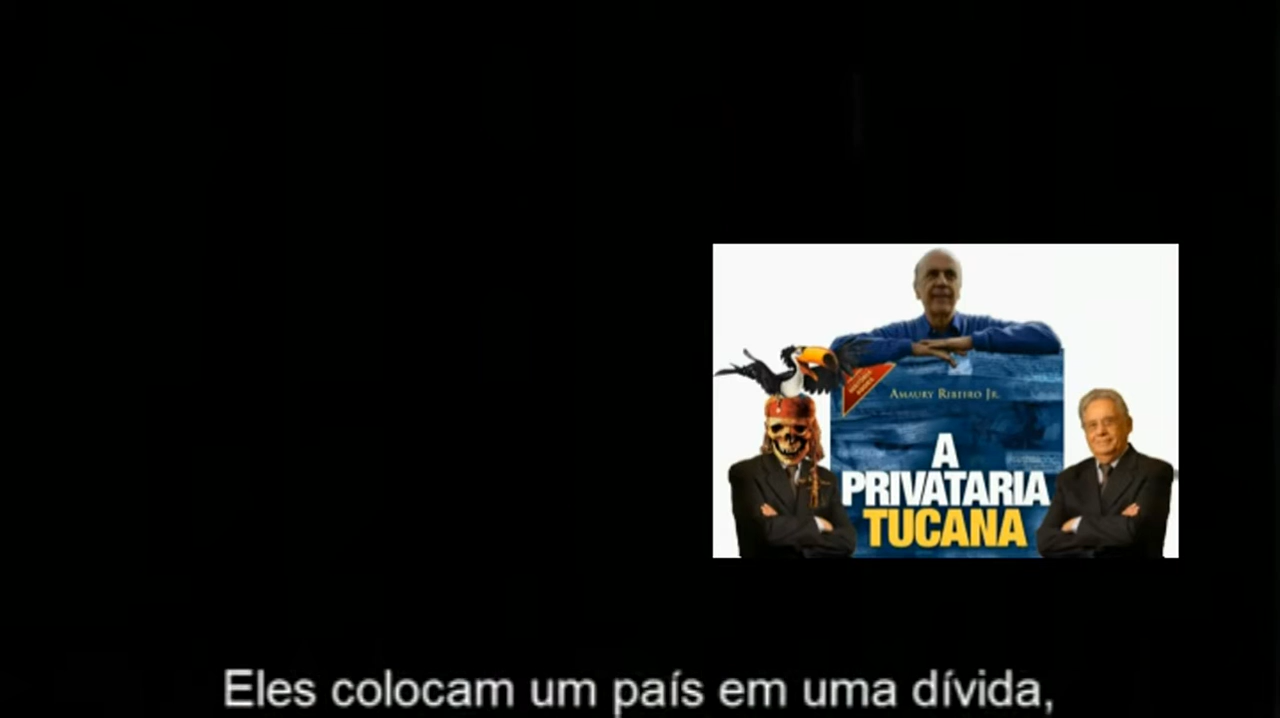 AMAURY RIBEIRO JR.
A
PRIVATARIA
TUCANA
Eles colocam um país em uma dívida,